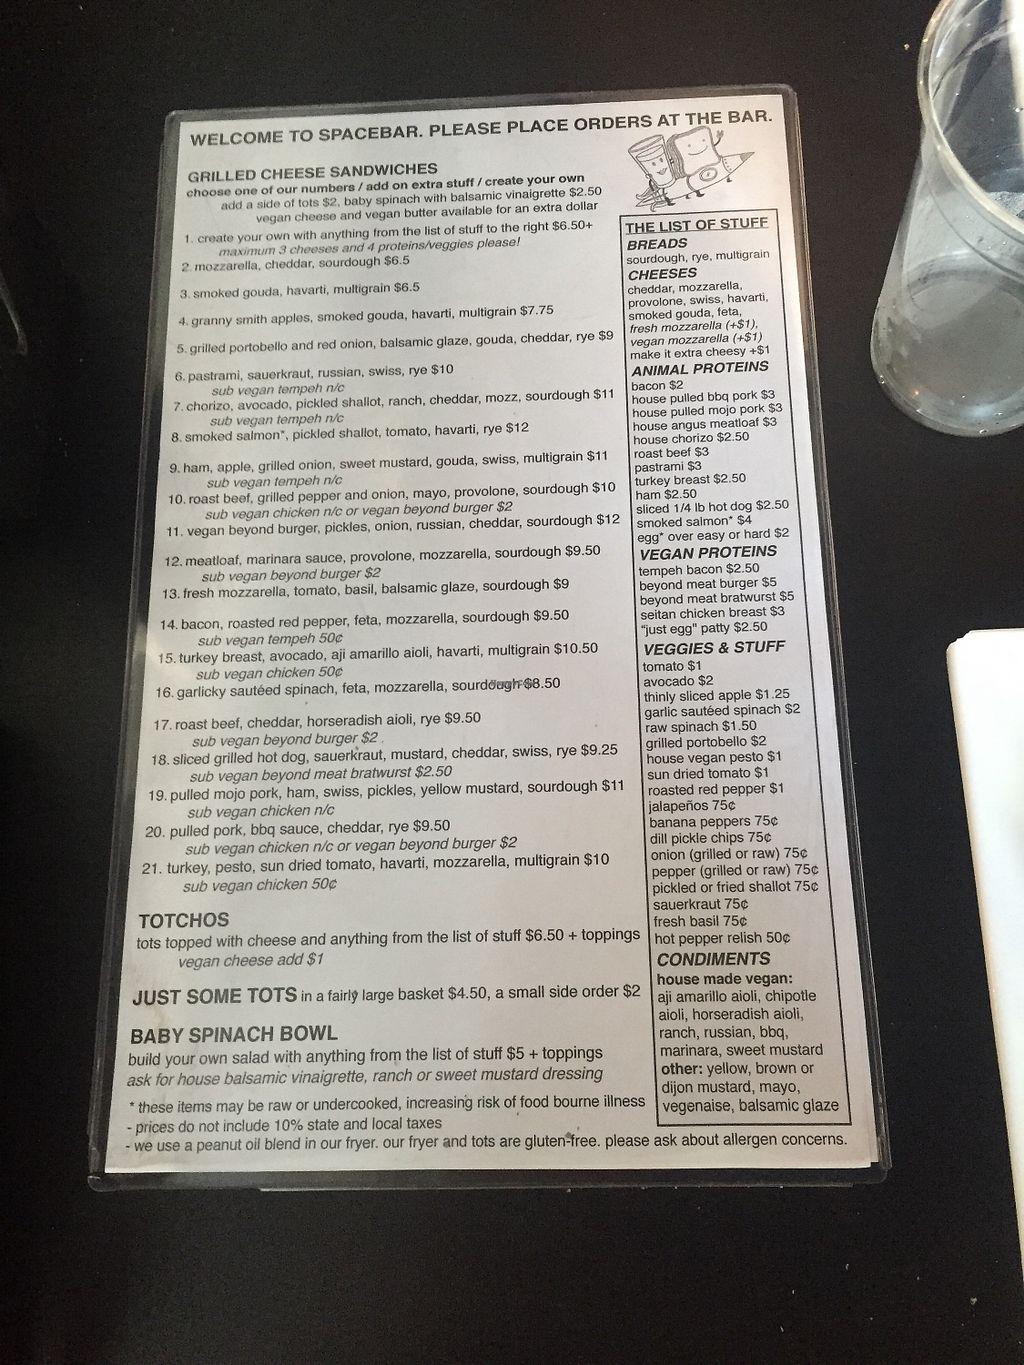 WELCOME TO SPACEBAR. PLEASE PLACE ORDERS AT THE BAR.
GRILLED CHEESE SANDWICHES
choose one of our numbers / add on extra stuff / create your own
add a side of tots $2, baby spinach with balsamic vinaigrette $2.50
vegan cheese and vegan butter available for an extra dollar
1. create your own with anything from the list of stuff to the right $6.50+
maximum 3 cheeses and 4 proteins/veggies please!
2. mozzarella, cheddar, sourdough $6.5
3. smoked gouda, havarti, multigrain $6.5
4. granny smith apples, smoked gouda, havarti, multigrain $7.75
5. grilled portobello and red onion, balsamic glaze, gouda, cheddar, rye $9
6. pastrami, sauerkraut, russian, swiss, rye $10
sub vegan tempeh n/c
7. chorizo, avocado, pickled shallot, ranch, cheddar, mozz, sourdough $11
sub vegan tempeh n/c
8. smoked salmon*, pickled shallot, tomato, havarti, rye $12
9. ham, apple, grilled onion, sweet mustard, gouda, swiss, multigrain $11
sub vegan tempeh n/c
10. roast beef, grilled pepper and onion, mayo, provolone, sourdough $10
sub vegan chicken n/c or vegan beyond burger $2
11. vegan beyond burger, pickles, onion, russian, cheddar, sourdough $12
12. meatloaf, marinara sauce, provolone, mozzarella, sourdough $9.50
sub vegan beyond burger $2
13. fresh mozzarella, tomato, basil, balsamic glaze, sourdough $9
14. bacon, roasted red pepper, feta, mozzarella, sourdough $9.50
sub vegan tempeh 50¢
15. turkey breast, avocado, aji amarillo aioli, havarti, multigrain $10.50
sub vegan chicken 50¢
16. garlicky sautéed spinach, feta, mozzarella, sourdough $8.50
17. roast beef, cheddar, horseradish aioli, rye $9.50
sub vegan beyond burger $2
18. sliced grilled hot dog, sauerkraut, mustard, cheddar, swiss, rye $9.25
sub vegan beyond meat bratwurst $2.50
19. pulled mojo pork, ham, swiss, pickles, yellow mustard, sourdough $11
sub vegan chicken n/c
20. pulled pork, bbq sauce, cheddar, rye $9.50
sub vegan chicken n/c or vegan beyond burger $2
21. turkey, pesto, sun dried tomato, havarti, mozzarella, multigrain $10
sub vegan chicken 50¢
TOTCHOS
tots topped with cheese and anything from the list of stuff $6.50 + toppings
vegan cheese add $1
JUST SOME TOTS in a fairly large basket $4.50, a small side order $2
BABY SPINACH BOWL
build your own salad with anything from the list of stuff $5 + toppings
ask for house balsamic vinaigrette, ranch or sweet mustard dressing
* these items may be raw or undercooked, increasing risk of food bourne illness
- prices do not include 10% state and local taxes
- we use a peanut oil blend in our fryer. our fryer and tots are gluten-free. please ask about allergen concerns.
THE LIST OF STUFF
BREADS
sourdough, rye, multigrain
CHEESES
cheddar, mozzarella,
provolone, swiss, havarti,
smoked gouda, feta,
fresh mozzarella (+$1),
vegan mozzarella (+$1)
make it extra cheesy +$1
ANIMAL PROTEINS
bacon $2
house pulled bbq pork $3
house pulled mojo pork $3
house angus meatloaf $3
house chorizo $2.50
roast beef $3
pastrami $3
turkey breast $2.50
ham $2.50
sliced 1/4 lb hot dog $2.50
smoked salmon* $4
egg* over easy or hard $2
VEGAN PROTEINS
tempeh bacon $2.50
beyond meat burger $5
beyond meat bratwurst $5
seitan chicken breast $3
"just egg" patty $2.50
VEGGIES & STUFF
tomato $1
avocado $2
thinly sliced apple $1.25
garlic sautéed spinach $2
raw spinach $1.50
grilled portobello $2
house vegan pesto $1
sun dried tomato $1
roasted red pepper $1
jalapeños 75¢
banana peppers 75¢
dill pickle chips 75¢
onion (grilled or raw) 75¢
pepper (grilled or raw) 75¢
pickled or fried shallot 75¢
sauerkraut 75¢
fresh basil 75¢
hot pepper relish 50¢
CONDIMENTS
house made vegan:
aji amarillo aioli, chipotle
aioli, horseradish aioli,
ranch, russian, bbq,
marinara, sweet mustard
other: yellow, brown or
dijon mustard, mayo,
vegenaise, balsamic glaze